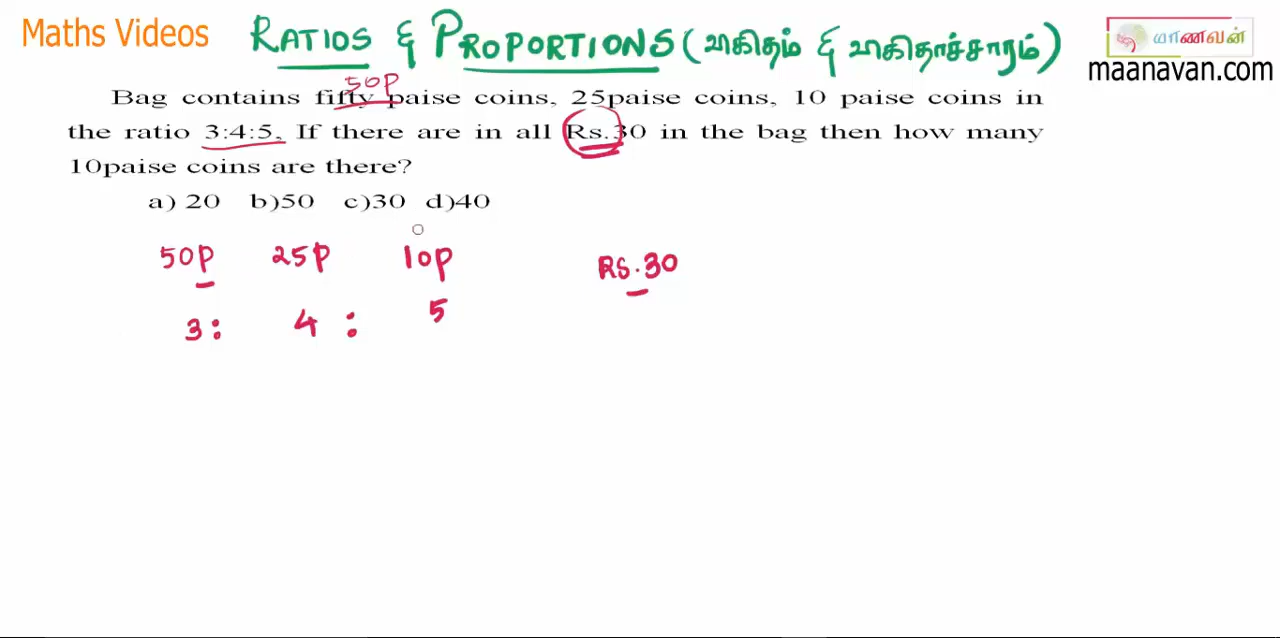 Maths Videos
RATIOS & PROPORTIONS (விகிதம் & விகிதாச்சாரம்)
மாணவன்
maanavan.com
50P
Bag contains fifty paise coins, 25paise coins, 10 paise coins in
the ratio 3:4:5, If there are in all Rs.30 in the bag then how many
10paise coins are there?
a) 20 b)50 c)30 d)40
50P 25P 10P RS.30
3: 4 : 5